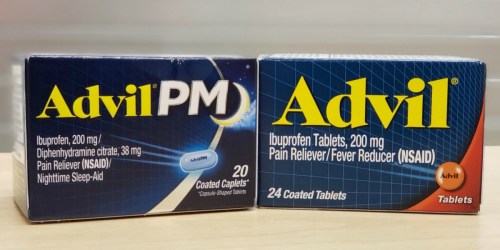 Advil® PM
Ibuprofen, 200 mg/
Diphenhydramine citrate, 38 mg
Pain Reliever (NSAID)
Nighttime Sleep-Aid
20
Coated Caplets*
*Capsule-Shaped Tablets
Advil®
Ibuprofen Tablets, 200 mg
Pain Reliever/Fever Reducer (NSAID)
24 Coated Tablets
Advil
Tablets